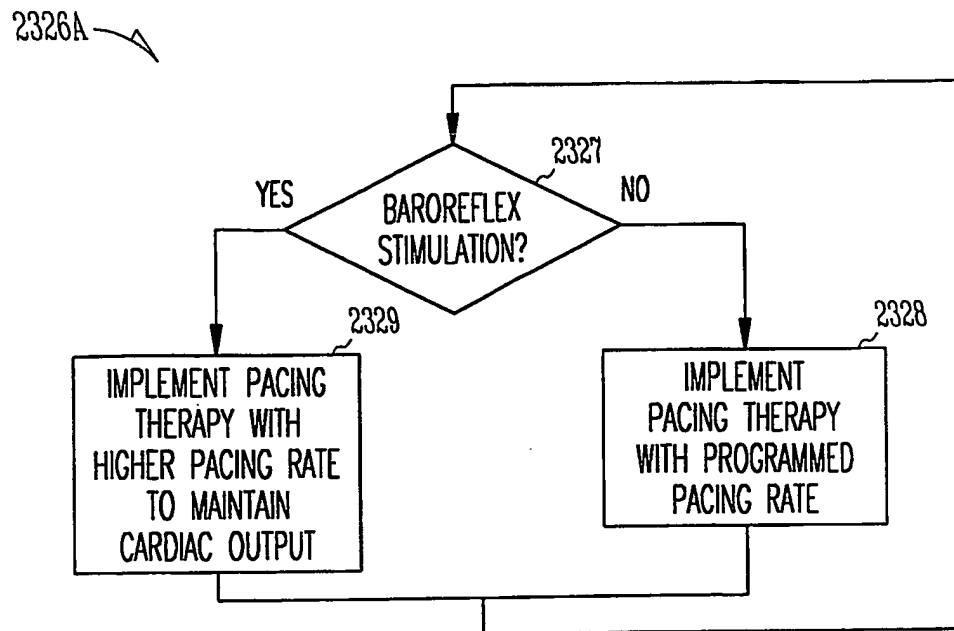 2326A
2327
YES
NO
BAROREFLEX
STIMULATION?
2329
IMPLEMENT PACING
THERAPY WITH
HIGHER PACING RATE
TO MAINTAIN
CARDIAC OUTPUT
2328
IMPLEMENT
PACING THERAPY
WITH PROGRAMMED
PACING RATE